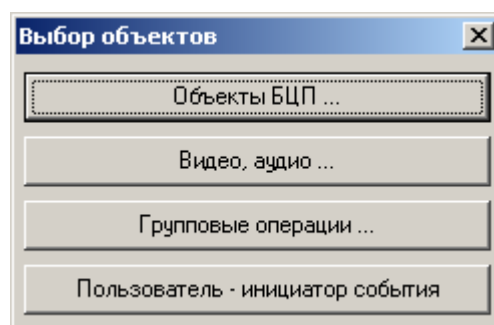 Выбор объектов
Объекты БЦП ...
Видео, аудио ...
Групповые операции ...
Пользователь - инициатор события